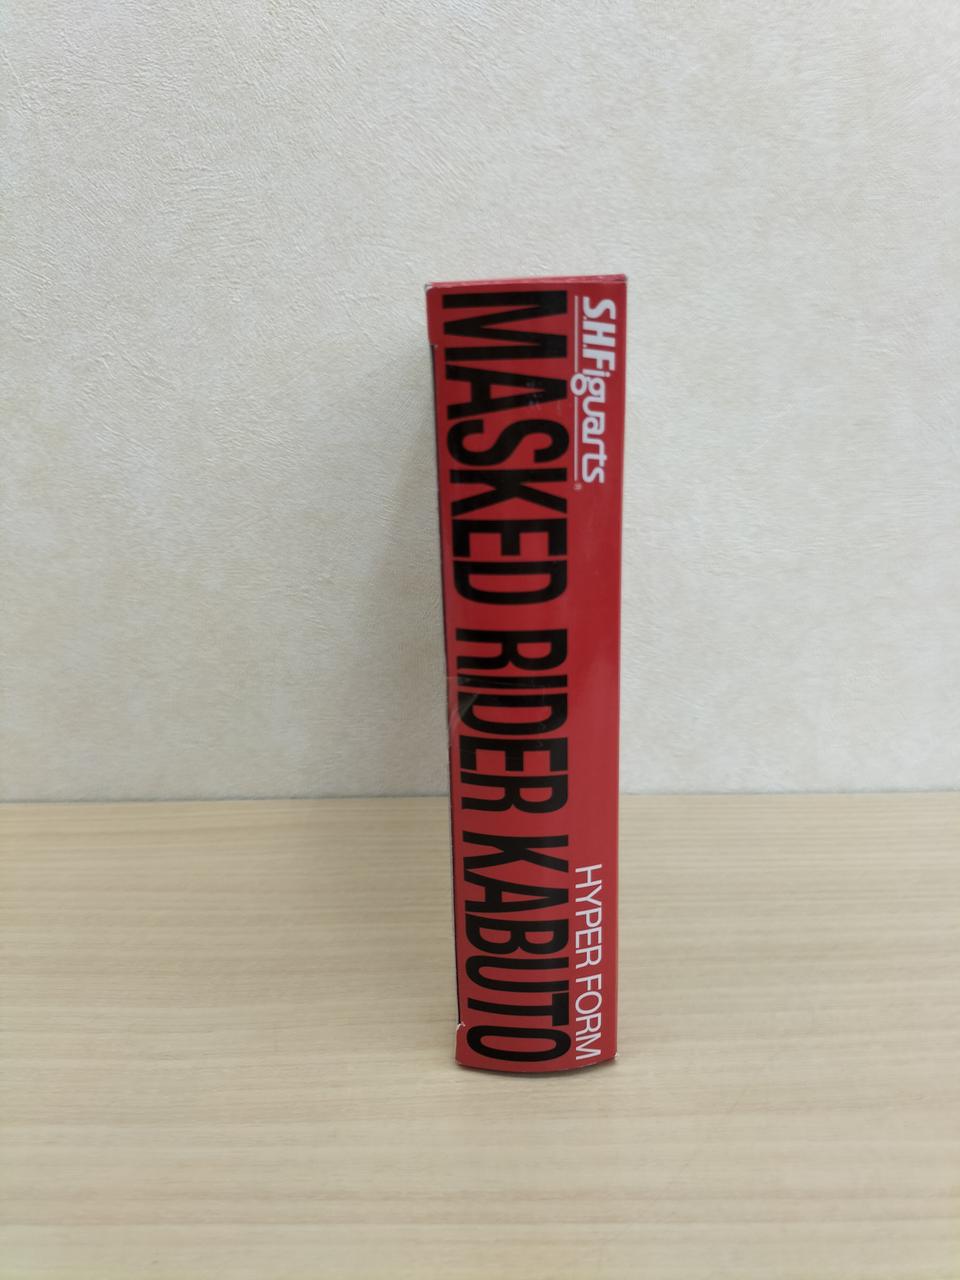 S.H.Figuarts®
HYPER FORM
MASKED RIDER KABUTO